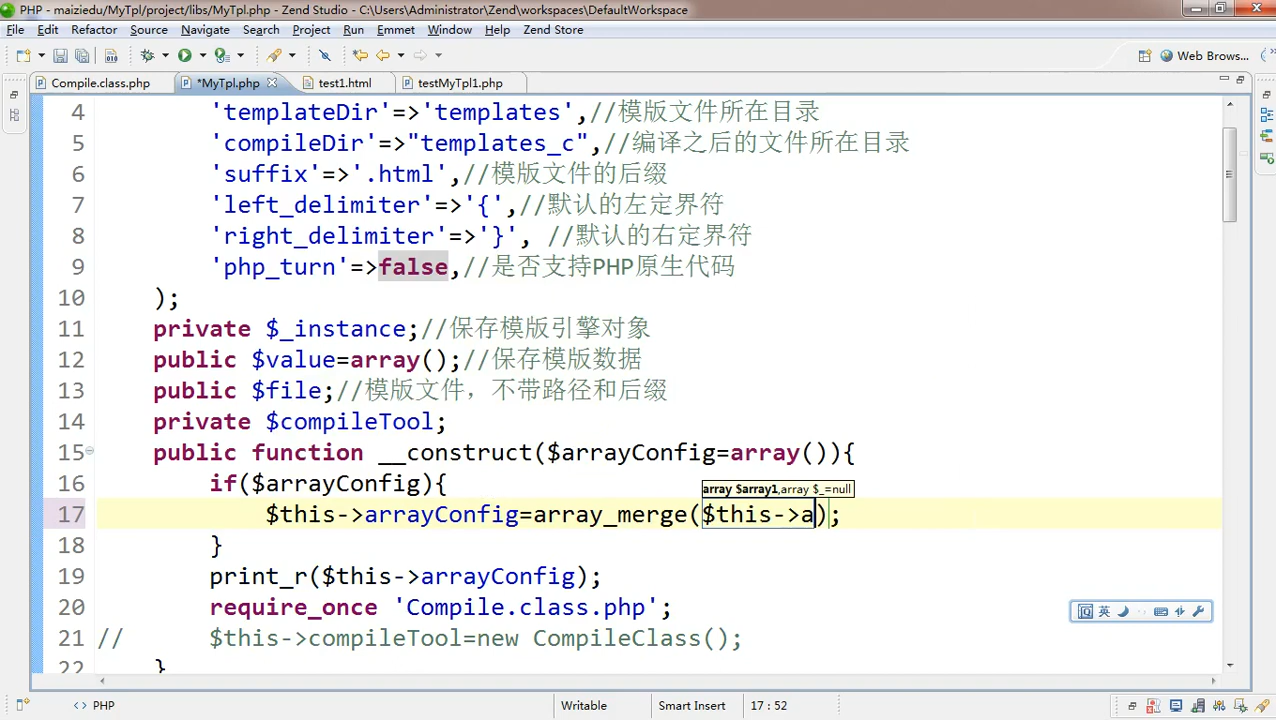 PHP - maiziedu/MyTpl/project/libs/MyTpl.php - Zend Studio - C:\Users\Administrator\Zend\workspaces\DefaultWorkspace
File Edit Refactor Source Navigate Search Project Run Emmet Window Help Zend Store
Web Brows...
Compile.class.php *MyTpl.php test1.html testMyTpl1.php
4 'templateDir'=>'templates',//模版文件所在目录
5 'compileDir'=>"templates_c",//编译之后的文件所在目录
6 'suffix'=>'.html',//模版文件的后缀
7 'left_delimiter'=>'{',//默认的左定界符
8 'right_delimiter'=>'}', //默认的右定界符
9 'php_turn'=>false,//是否支持PHP原生代码
10 );
11 private $_instance;//保存模版引擎对象
12 public $value=array();//保存模版数据
13 public $file;//模版文件，不带路径和后缀
14 private $compileTool;
15 public function __construct($arrayConfig=array()){
16 if($arrayConfig){
array $array1,array $_=null
17 $this->arrayConfig=array_merge($this->a);
18 }
19 print_r($this->arrayConfig);
20 require_once 'Compile.class.php';
英
21 // $this->compileTool=new CompileClass();
22 }
PHP Writable Smart Insert 17 : 52